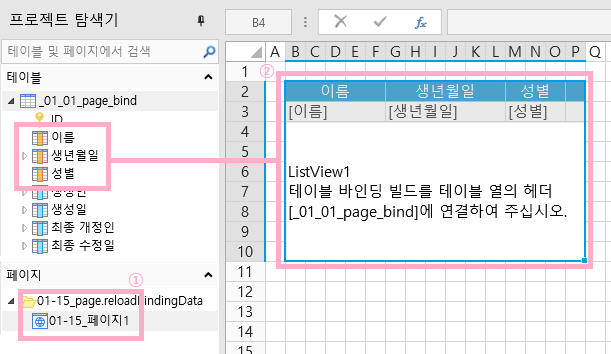 프로젝트 탐색기
테이블 및 페이지에서 검색
테이블
_01_01_page_bind
ID
이름
생년월일
성별
생성인
생성일
최종 개정인
최종 수정일
페이지
①
01-15_page.reloadBindingData
01-15_페이지1
B4
fx
A B C D E F G H I J K L M N O P Q
②
1
2 이름 생년월일 성별
3 [이름] [생년월일] [성별]
4
5
6 ListView1
7 테이블 바인딩 빌드를 테이블 열의 헤더
8 [_01_01_page_bind]에 연결하여 주십시오.
9
10
11
12
13
14
15